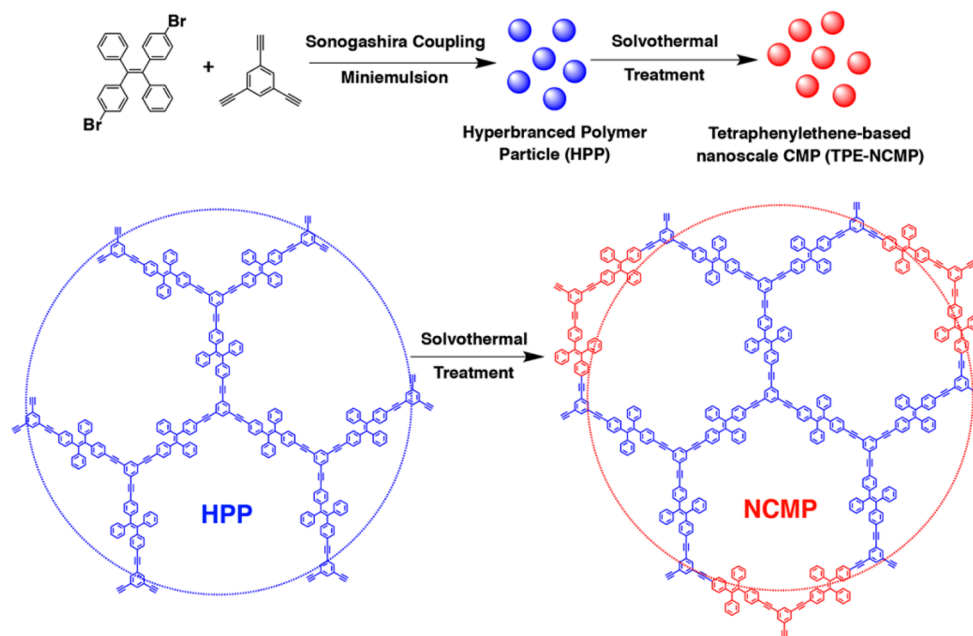 Br
Br
+
Sonogashira Coupling
Miniemulsion
Solvothermal
Treatment
Hyperbranced Polymer
Particle (HPP)
Tetraphenylethene-based
nanoscale CMP (TPE-NCMP)
Solvothermal
Treatment
HPP
NCMP